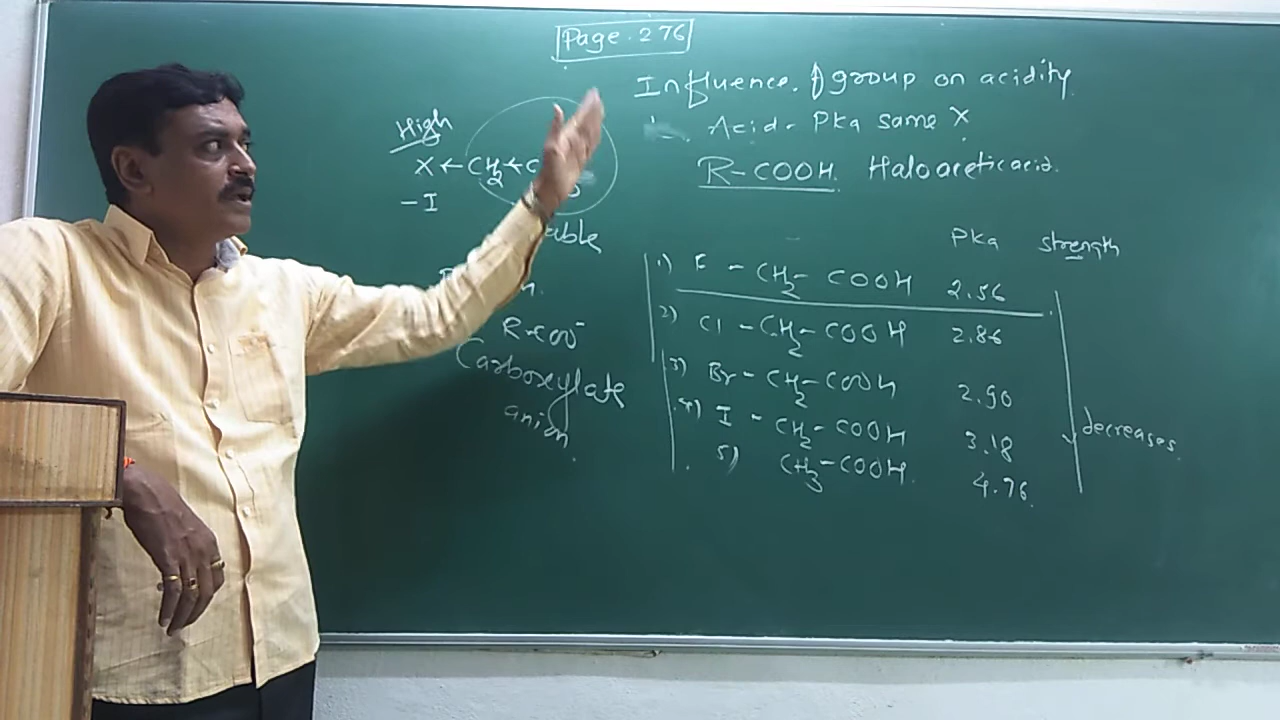 Page. 276
Influence. of group on acidity.
Acid - Pka same X
R-COOH. Haloaceticacid.
High
X ← CH2 ← C
- I
Pka strength
1) F - CH2 - COOH 2.56
2) Cl - CH2 - COOH 2.86
3) Br - CH2 - COOH 2.90
4) I - CH2 - COOH 3.18
5) CH3 - COOH. 4.76
decreases.
R-COO-
Carboxylate
anion